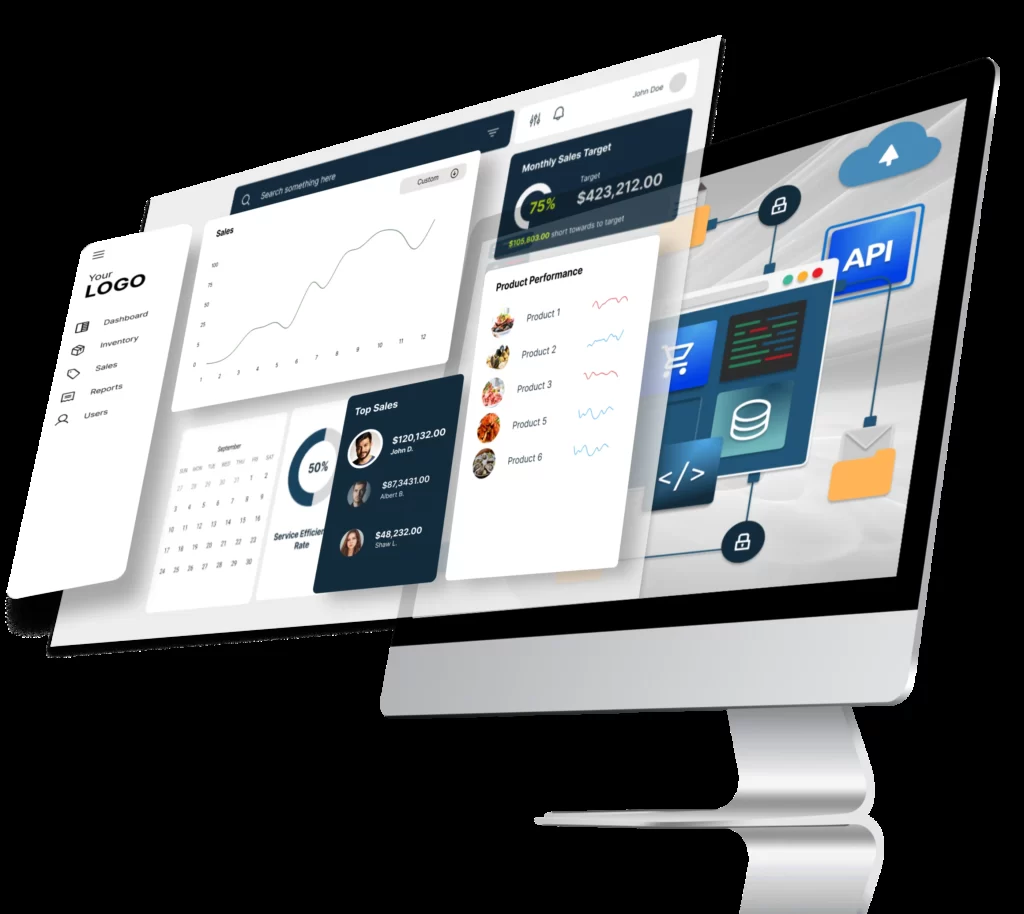 Your
LOGO
Dashboard
Inventory
Sales
Reports
Users
Search something here
John Doe
Sales
Custom
100
75
50
25
5
0
1 2 3 4 5 6 7 8 9 10 11 12
Monthly Sales Target
75%
Target
$423,212.00
$105,803.00 short towards to target
Product Performance
Product 1
Product 2
Product 3
Product 5
Product 6
September
SUN MON TUE WED THU FRI SAT
27 28 29 30 31 1 2
3 4 5 6 7 8 9
10 11 12 13 14 15 16
17 18 19 20 21 22 23
24 25 26 27 28 29 30
50%
Service Efficien
Rate
Top Sales
$120,132.00
John D.
$87,3431.00
Albert B.
$48,232.00
Shaw L.
API
</>